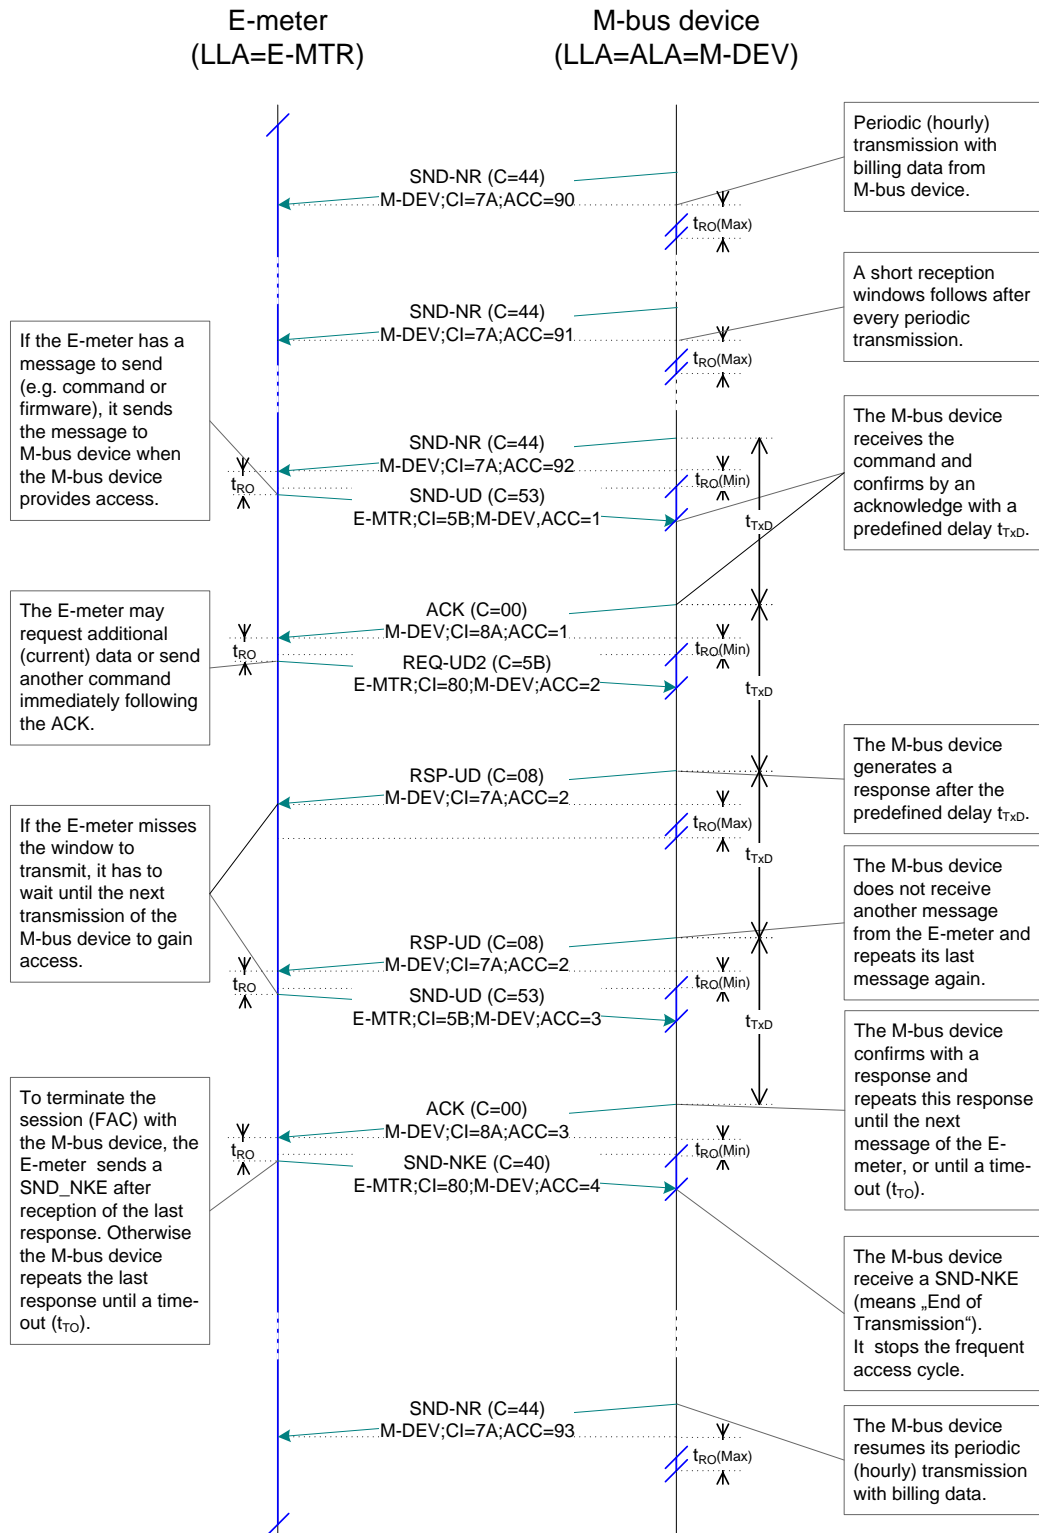 E-meter
(LLA=E-MTR)
M-bus device
(LLA=ALA=M-DEV)
Periodic (hourly)
transmission with
billing data from
M-bus device.
SND-NR (C=44)
M-DEV;CI=7A;ACC=90
tRO(Max)
A short reception
windows follows after
every periodic
transmission.
SND-NR (C=44)
M-DEV;CI=7A;ACC=91
tRO(Max)
If the E-meter has a
message to send
(e.g. command or
firmware), it sends
the message to
M-bus device when
the M-bus device
provides access.
The M-bus device
receives the
command and
confirms by an
acknowledge with a
predefined delay tTxD.
SND-NR (C=44)
M-DEV;CI=7A;ACC=92
tRO
tRO(Min)
SND-UD (C=53)
E-MTR;CI=5B;M-DEV,ACC=1
tTxD
The E-meter may
request additional
(current) data or send
another command
immediately following
the ACK.
ACK (C=00)
M-DEV;CI=8A;ACC=1
tRO
tRO(Min)
REQ-UD2 (C=5B)
E-MTR;CI=80;M-DEV,ACC=2
tTxD
The M-bus device
generates a
response after the
predefined delay tTxD.
RSP-UD (C=08)
M-DEV;CI=7A;ACC=2
tRO(Max)
tTxD
If the E-meter misses
the window to
transmit, it has to
wait until the next
transmission of the
M-bus device to gain
access.
The M-bus device
does not receive
another message
from the E-meter and
repeats its last
message again.
RSP-UD (C=08)
M-DEV;CI=7A;ACC=2
tRO
tRO(Min)
SND-UD (C=53)
E-MTR;CI=5B;M-DEV,ACC=3
tTxD
The M-bus device
confirms with a
response and
repeats this response
until the next
message of the E-
meter, or until a time-
out (tTO).
To terminate the
session (FAC) with
the M-bus device, the
E-meter  sends a
SND_NKE after
reception of the last
response. Otherwise
the M-bus device
repeats the last
response until a time-
out (tTO).
ACK (C=00)
M-DEV;CI=8A;ACC=3
tRO
tRO(Min)
SND-NKE (C=40)
E-MTR;CI=80;M-DEV;ACC=4
The M-bus device
receive a SND-NKE
(means „End of
Transmission“).
It  stops the frequent
access cycle.
SND-NR (C=44)
M-DEV;CI=7A;ACC=93
tRO(Max)
The M-bus device
resumes its periodic
(hourly) transmission
with billing data.